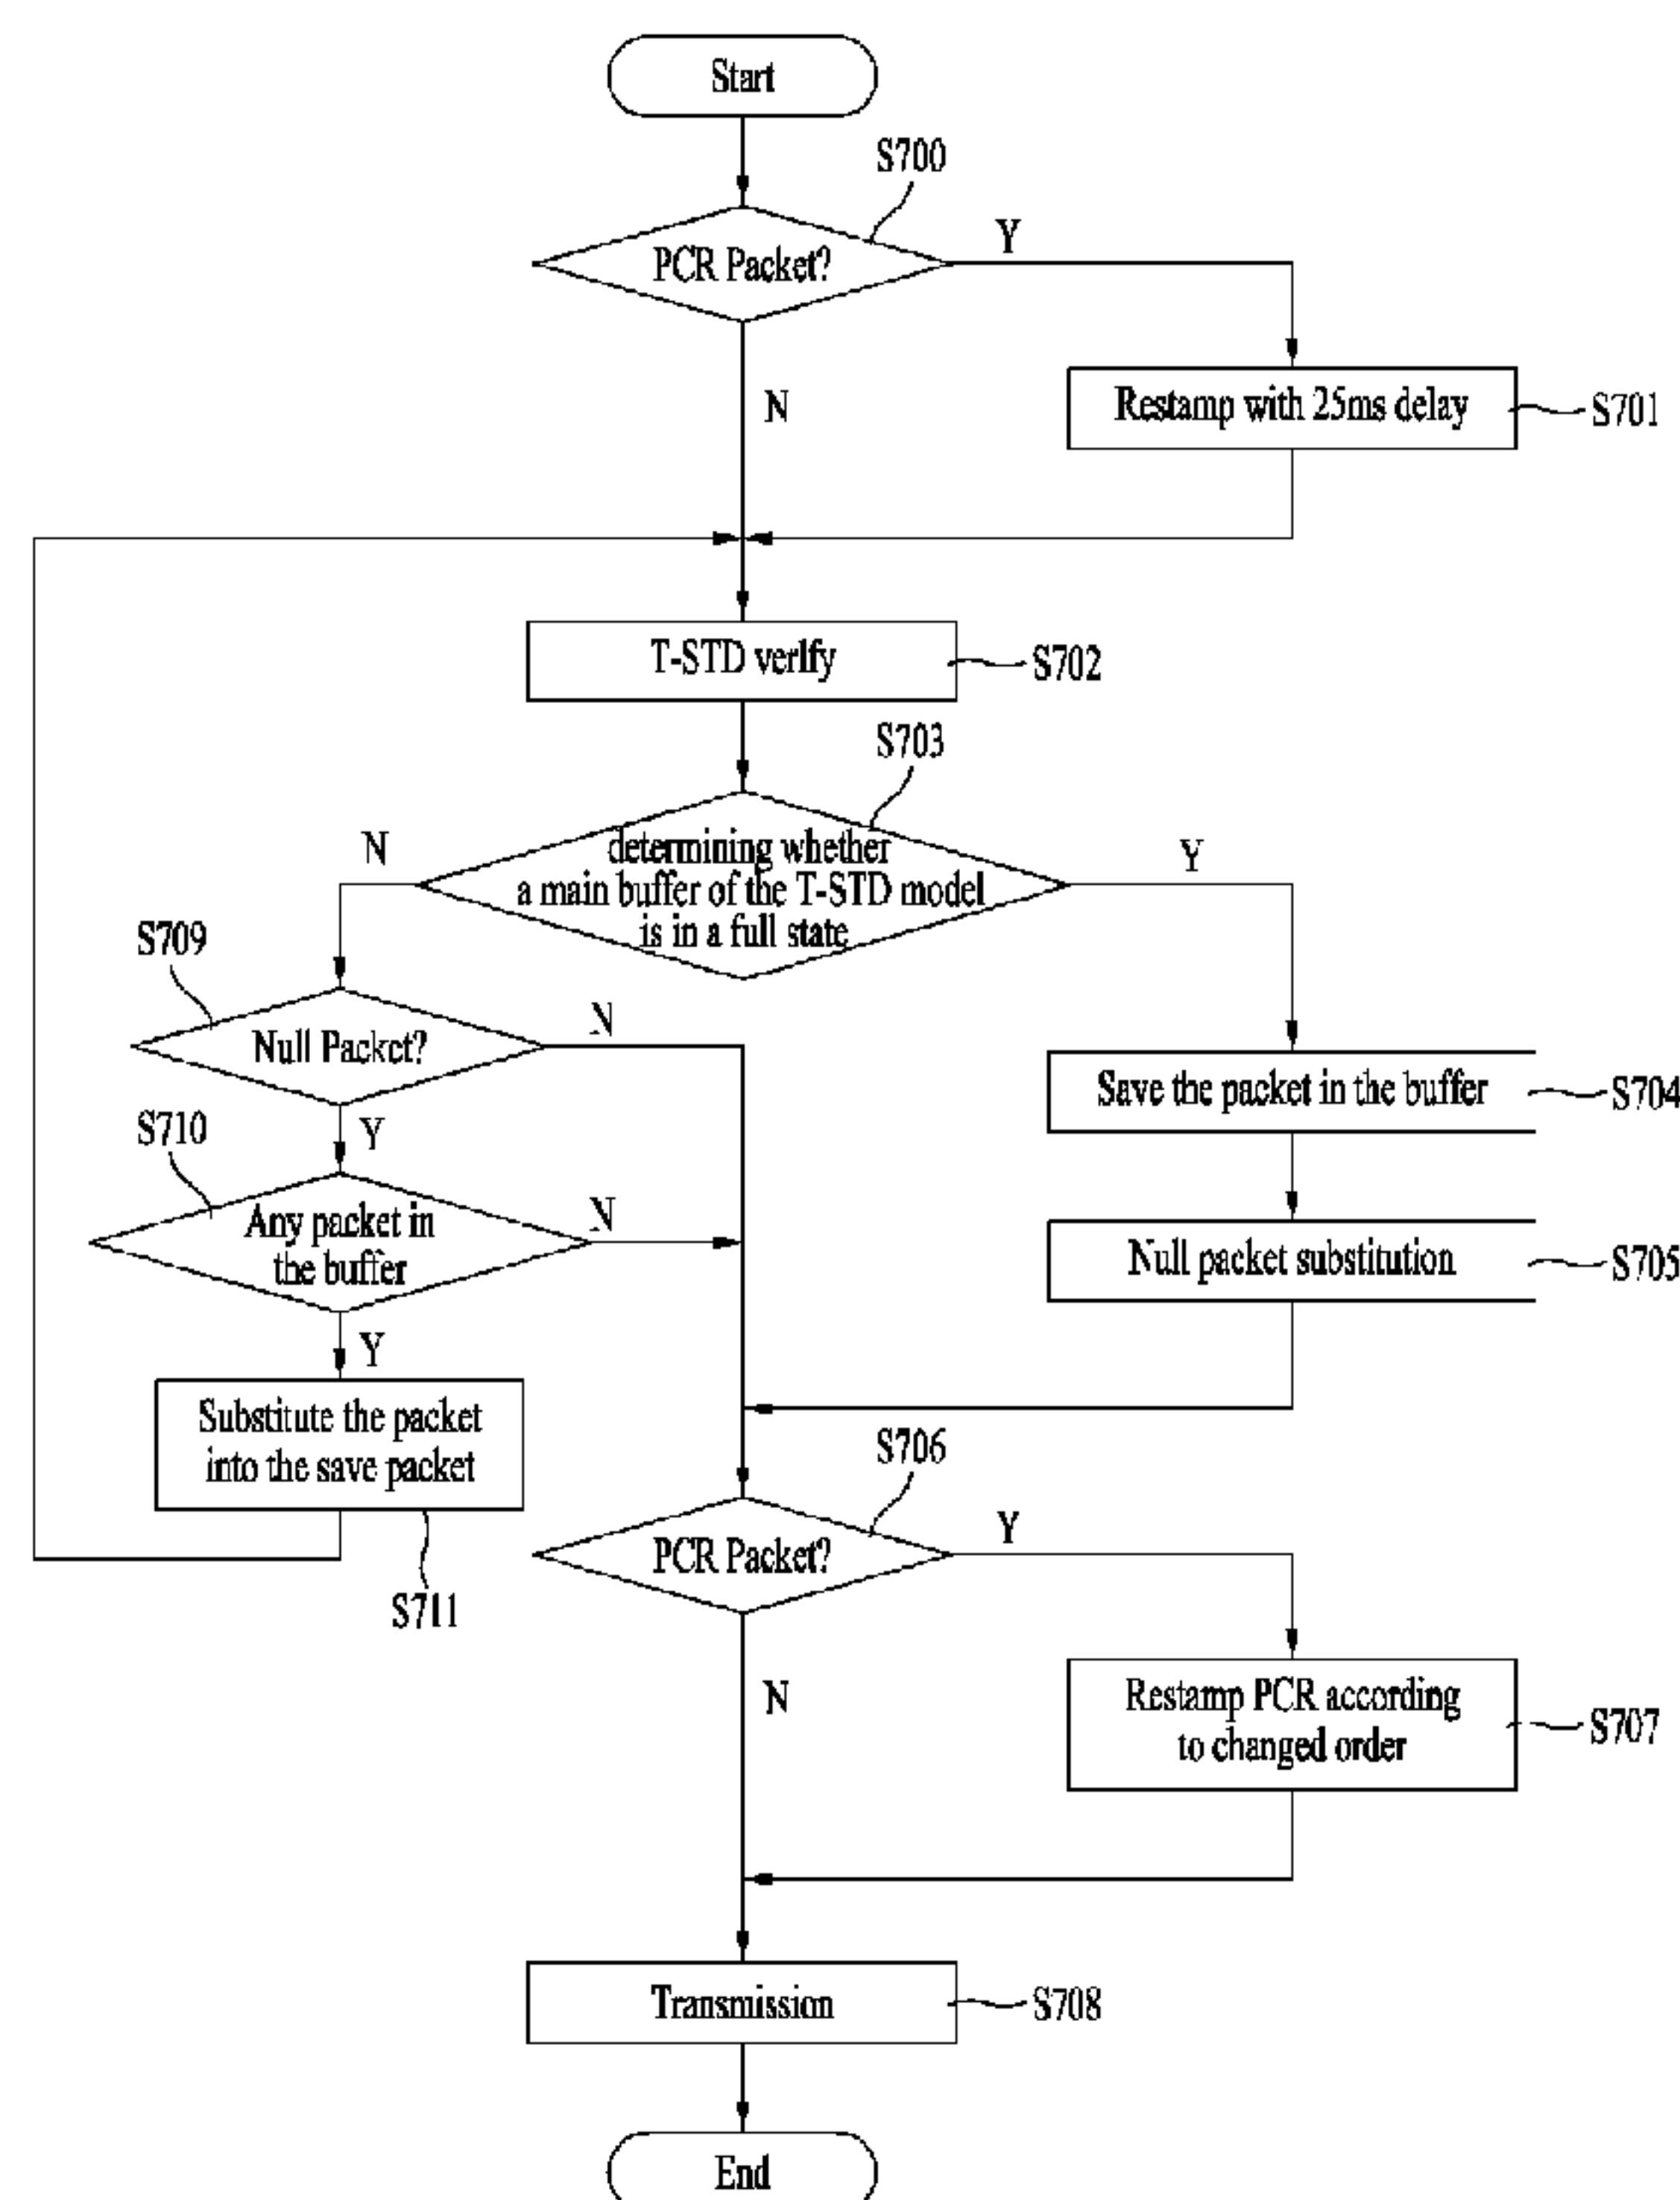 Start
S700
PCR Packet?
Y
N
Restamp with 25ms delay
S701
T-STD verify
S702
S703
determining whether
a main buffer of the T-STD model
is in a full state
N
Y
S709
Null Packet?
N
Y
Save the packet in the buffer
S704
S710
Any packet in
the buffer
N
Y
Null packet substitution
S705
Substitute the packet
into the save packet
S711
S706
PCR Packet?
Y
N
Restamp PCR according
to changed order
S707
Transmission
S708
End